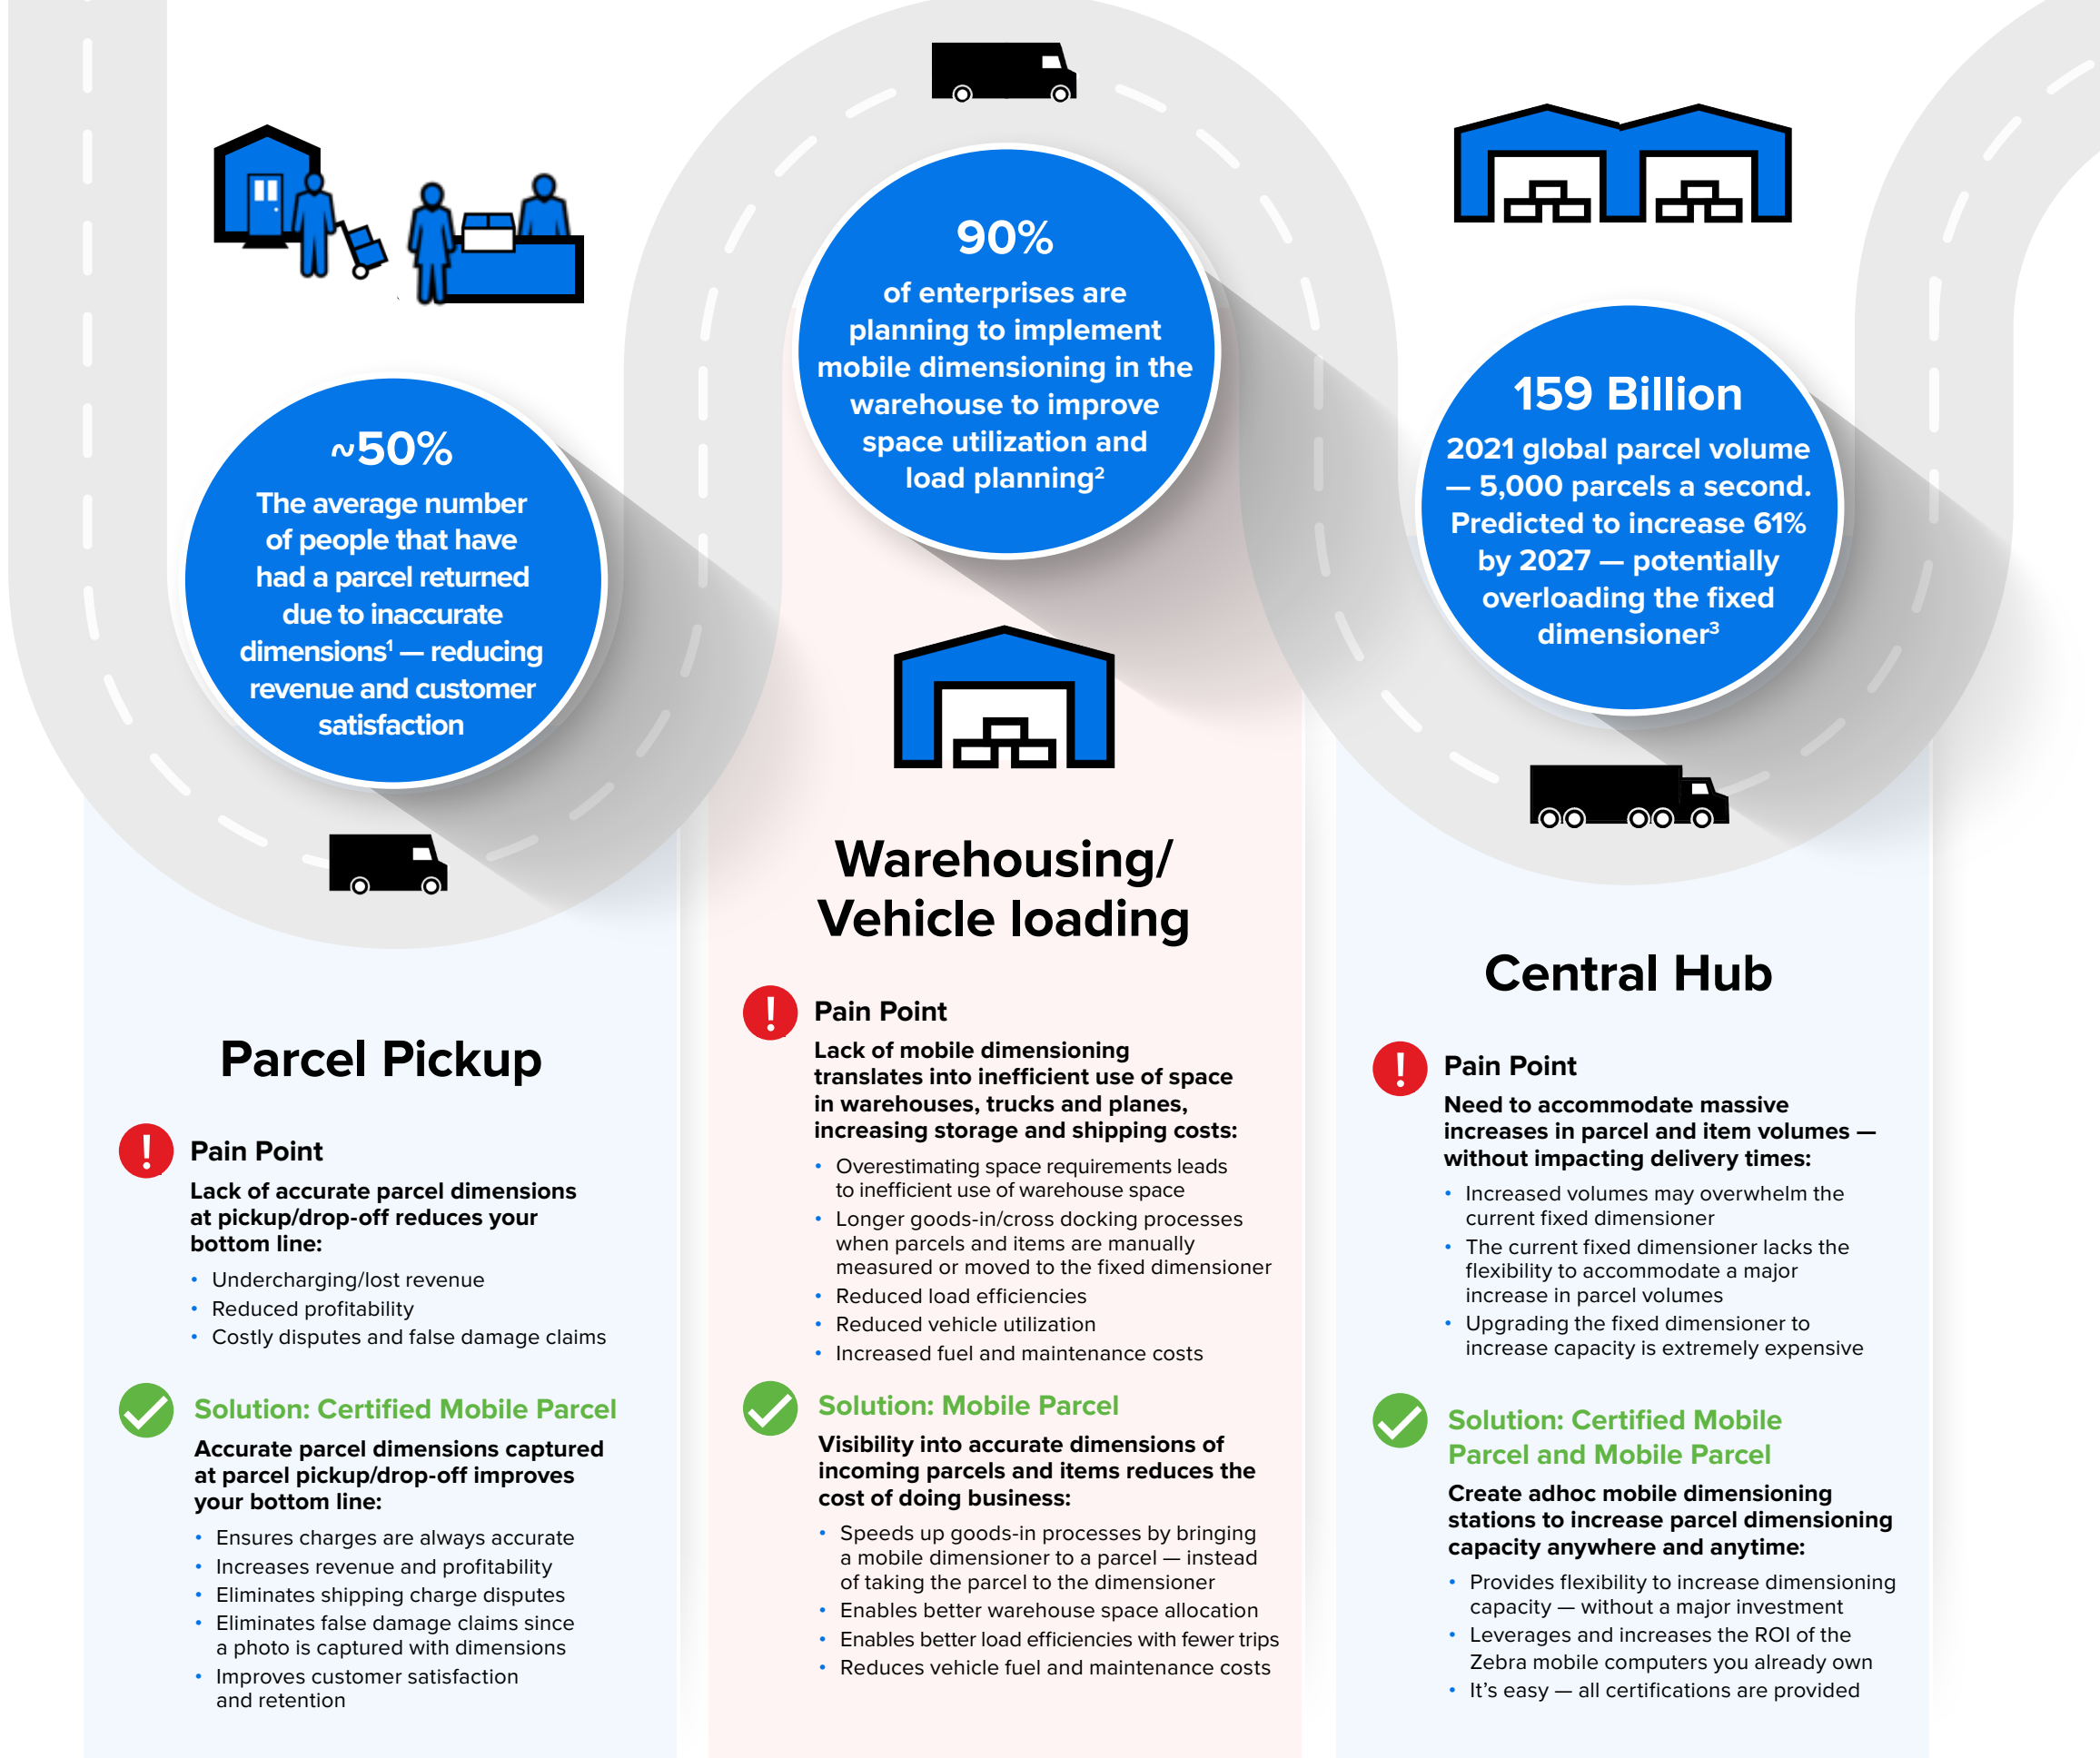 ~50%
The average number
of people that have
had a parcel returned
due to inaccurate
dimensions¹ — reducing
revenue and customer
satisfaction
Parcel Pickup
Pain Point
Lack of accurate parcel dimensions
at pickup/drop-off reduces your
bottom line:
• Undercharging/lost revenue
• Reduced profitability
• Costly disputes and false damage claims
Solution: Certified Mobile Parcel
Accurate parcel dimensions captured
at parcel pickup/drop-off improves
your bottom line:
• Ensures charges are always accurate
• Increases revenue and profitability
• Eliminates shipping charge disputes
• Eliminates false damage claims since
a photo is captured with dimensions
• Improves customer satisfaction
and retention
90%
of enterprises are
planning to implement
mobile dimensioning in the
warehouse to improve
space utilization and
load planning²
Warehousing/
Vehicle loading
Pain Point
Lack of mobile dimensioning
translates into inefficient use of space
in warehouses, trucks and planes,
increasing storage and shipping costs:
• Overestimating space requirements leads
to inefficient use of warehouse space
• Longer goods-in/cross docking processes
when parcels and items are manually
measured or moved to the fixed dimensioner
• Reduced load efficiencies
• Reduced vehicle utilization
• Increased fuel and maintenance costs
Solution: Mobile Parcel
Visibility into accurate dimensions of
incoming parcels and items reduces the
cost of doing business:
• Speeds up goods-in processes by bringing
a mobile dimensioner to a parcel — instead
of taking the parcel to the dimensioner
• Enables better warehouse space allocation
• Enables better load efficiencies with fewer trips
• Reduces vehicle fuel and maintenance costs
159 Billion
2021 global parcel volume
— 5,000 parcels a second.
Predicted to increase 61%
by 2027 — potentially
overloading the fixed
dimensioner³
Central Hub
Pain Point
Need to accommodate massive
increases in parcel and item volumes —
without impacting delivery times:
• Increased volumes may overwhelm the
current fixed dimensioner
• The current fixed dimensioner lacks the
flexibility to accommodate a major
increase in parcel volumes
• Upgrading the fixed dimensioner to
increase capacity is extremely expensive
Solution: Certified Mobile
Parcel and Mobile Parcel
Create adhoc mobile dimensioning
stations to increase parcel dimensioning
capacity anywhere and anytime:
• Provides flexibility to increase dimensioning
capacity — without a major investment
• Leverages and increases the ROI of the
Zebra mobile computers you already own
• It’s easy — all certifications are provided